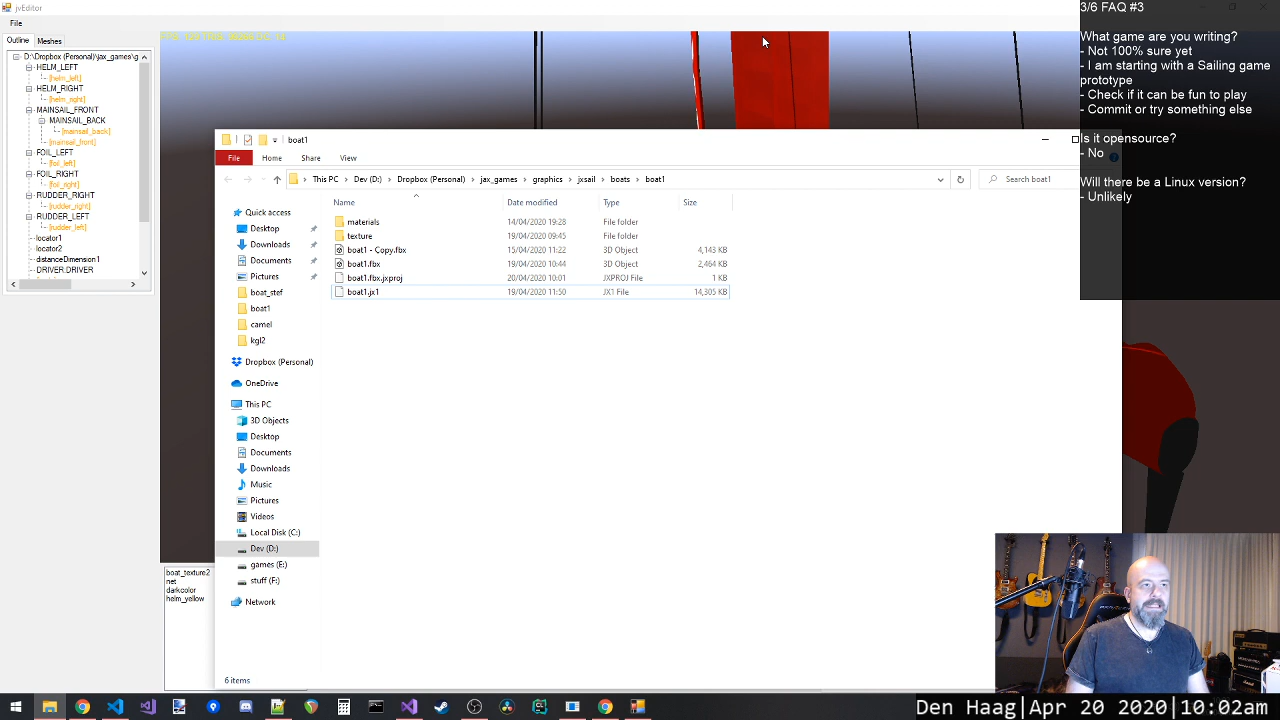 jvEditor
File
Outline
Meshes
D:\Dropbox (Personal)\jax_games\g
HELM_LEFT
[helm_left]
HELM_RIGHT
[helm_right]
MAINSAIL_FRONT
MAINSAIL_BACK
[mainsail_back]
[mainsail_front]
FOIL_LEFT
[foil_left]
FOIL_RIGHT
[foil_right]
RUDDER_RIGHT
[rudder_right]
RUDDER_LEFT
[rudder_left]
locator1
locator2
distanceDimension1
DRIVER:DRIVER
boat_texture2
net
darkcolor
helm_yellow
boat1
File
Home
Share
View
This PC
Dev (D:)
Dropbox (Personal)
jax_games
graphics
jxsail
boats
boat1
Search boat1
Name
Date modified
Type
Size
materials 14/04/2020 19:28 File folder
texture 19/04/2020 09:45 File folder
boat1 - Copy.fbx 15/04/2020 11:22 3D Object 4,143 KB
boat1.fbx 19/04/2020 10:44 3D Object 2,464 KB
boat1.fbx.jxproj 20/04/2020 10:01 JXPROJ File 1 KB
boat1.jx1 19/04/2020 11:50 JX1 File 14,305 KB
Quick access
Desktop
Downloads
Documents
Pictures
boat_stef
boat1
camel
kgl2
Dropbox (Personal)
OneDrive
This PC
3D Objects
Desktop
Documents
Downloads
Music
Pictures
Videos
Local Disk (C:)
Dev (D:)
games (E:)
stuff (F:)
Network
6 items
3/6 FAQ #3
What game are you writing?
- Not 100% sure yet
- I am starting with a Sailing game
prototype
- Check if it can be fun to play
- Commit or try something else
Is it opensource?
- No
Will there be a Linux version?
- Unlikely
Den Haag|Apr 20 2020|10:02am